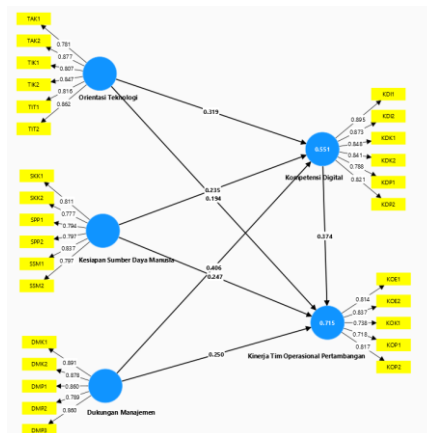 TAK1
TAK2
TIK1
TIK2
TIT1
TIT2
0.781
0.877
0.807
0.847
0.816
0.862
Orientasi Teknologi
SKK1
SKK2
SPP1
SPP2
SSM1
SSM2
0.811
0.777
0.794
0.797
0.837
0.797
Kesiapan Sumber Daya Manusia
DMK1
DMK2
DMP1
DMP2
DMP3
0.891
0.878
0.860
0.789
0.880
Dukungan Manajemen
0.319
0.235
0.194
0.406
0.247
0.250
0.374
0.551
Kompetensi Digital
KDI1
KDI2
KDK1
KDK2
KDP1
KDP2
0.895
0.873
0.848
0.841
0.788
0.821
0.715
Kinerja Tim Operasional Pertambangan
KOE1
KOE2
KOK1
KOP1
KOP2
0.814
0.837
0.738
0.718
0.817